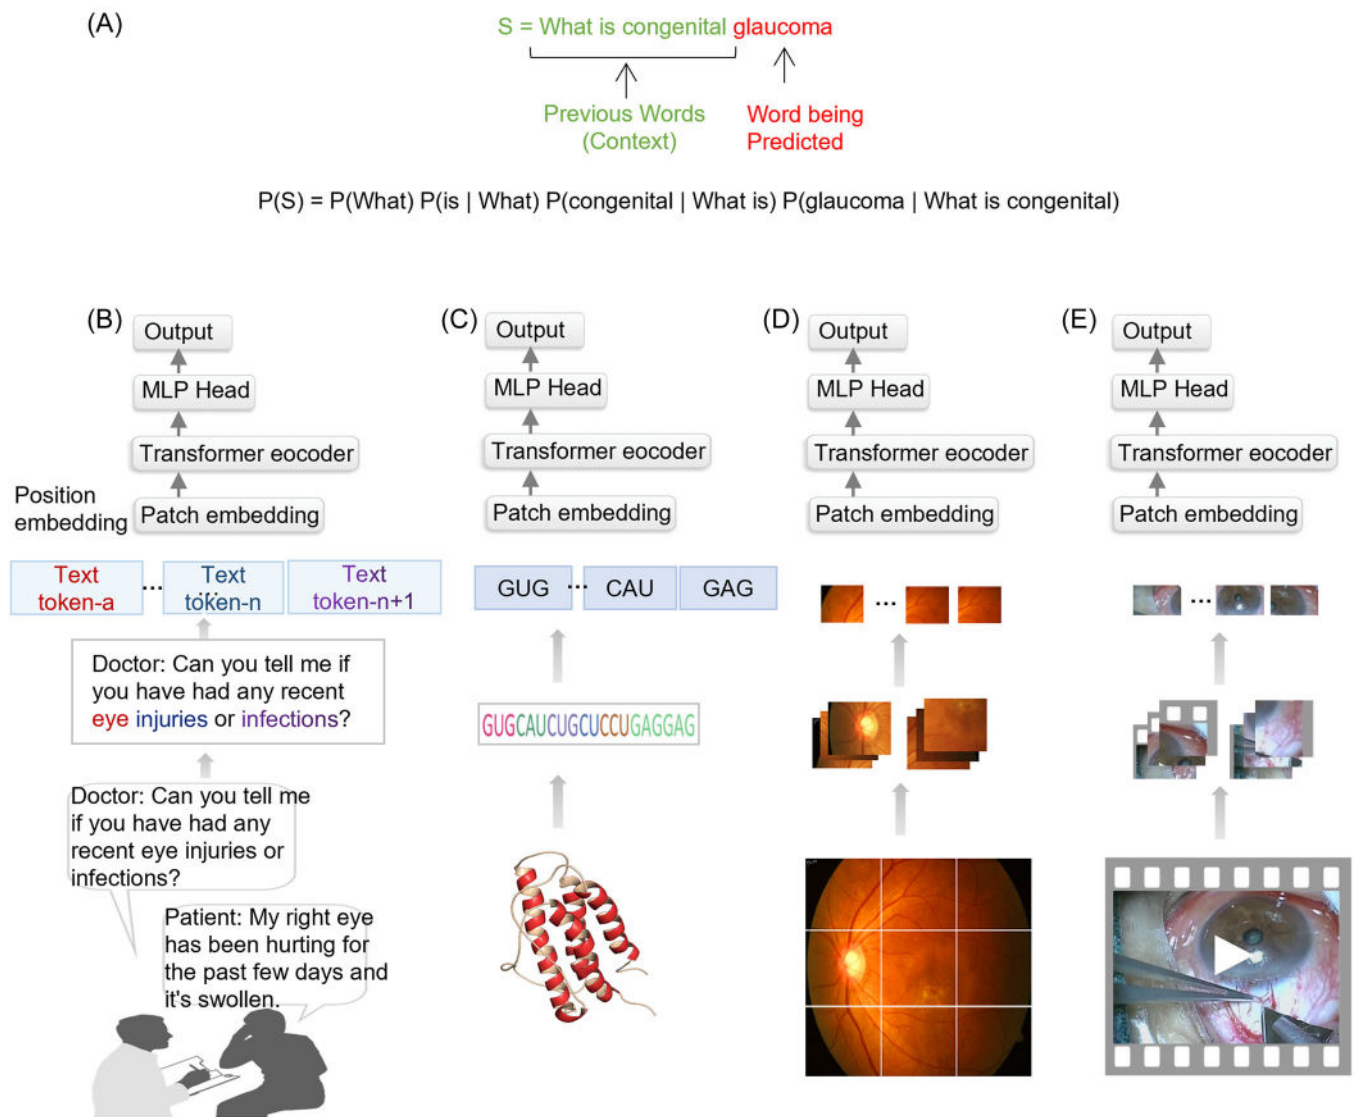 (A)
S = What is congenital glaucoma
Previous Words
(Context)
Word being
Predicted
P(S) = P(What) P(is | What) P(congenital | What is) P(glaucoma | What is congenital)
(B)
Output
MLP Head
Transformer eocoder
Position
embedding
Patch embedding
Text
token-a
...
Text
token-n
...
Text
token-n+1
Doctor: Can you tell me if
you have had any recent
eye injuries or infections?
Doctor: Can you tell me
if you have had any
recent eye injuries or
infections?
Patient: My right eye
has been hurting for
the past few days and
it's swollen.
(C)
Output
MLP Head
Transformer eocoder
Patch embedding
GUG ... CAU GAG
GUGCAUCUGCUCCUGAGGAG
(D)
Output
MLP Head
Transformer eocoder
Patch embedding
...
(E)
Output
MLP Head
Transformer eocoder
Patch embedding
...